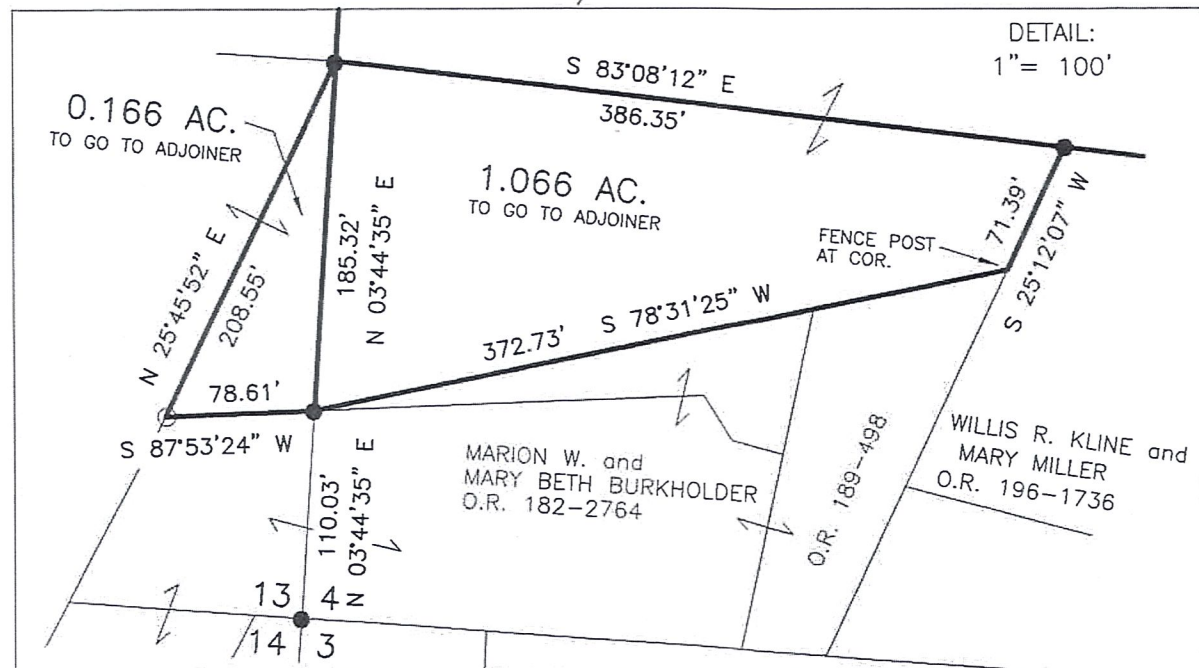 DETAIL:
1"= 100'
S 83°08'12" E
386.35'
0.166 AC.
TO GO TO ADJOINER
1.066 AC.
TO GO TO ADJOINER
185.32'
N 03°44'35" E
N 25°45'52" E
208.55'
71.39'
S 25°12'07" W
FENCE POST
AT COR.
372.73' S 78°31'25" W
78.61'
S 87°53'24" W
110.03'
N 03°44'35" E
MARION W. and
MARY BETH BURKHOLDER
O.R. 182-2764
O.R. 189-498
WILLIS R. KLINE and
MARY MILLER
O.R. 196-1736
13 4
14 3